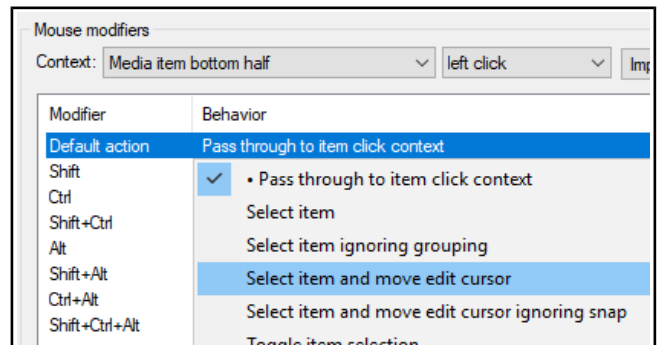 Mouse modifiers
Context: Media item bottom half left click
Modifier Behavior
Default action Pass through to item click context
Shift • Pass through to item click context
Ctrl Select item
Shift+Ctrl
Alt Select item ignoring grouping
Shift+Alt Select item and move edit cursor
Ctrl+Alt
Shift+Ctrl+Alt Select item and move edit cursor ignoring snap
Toggle item selection